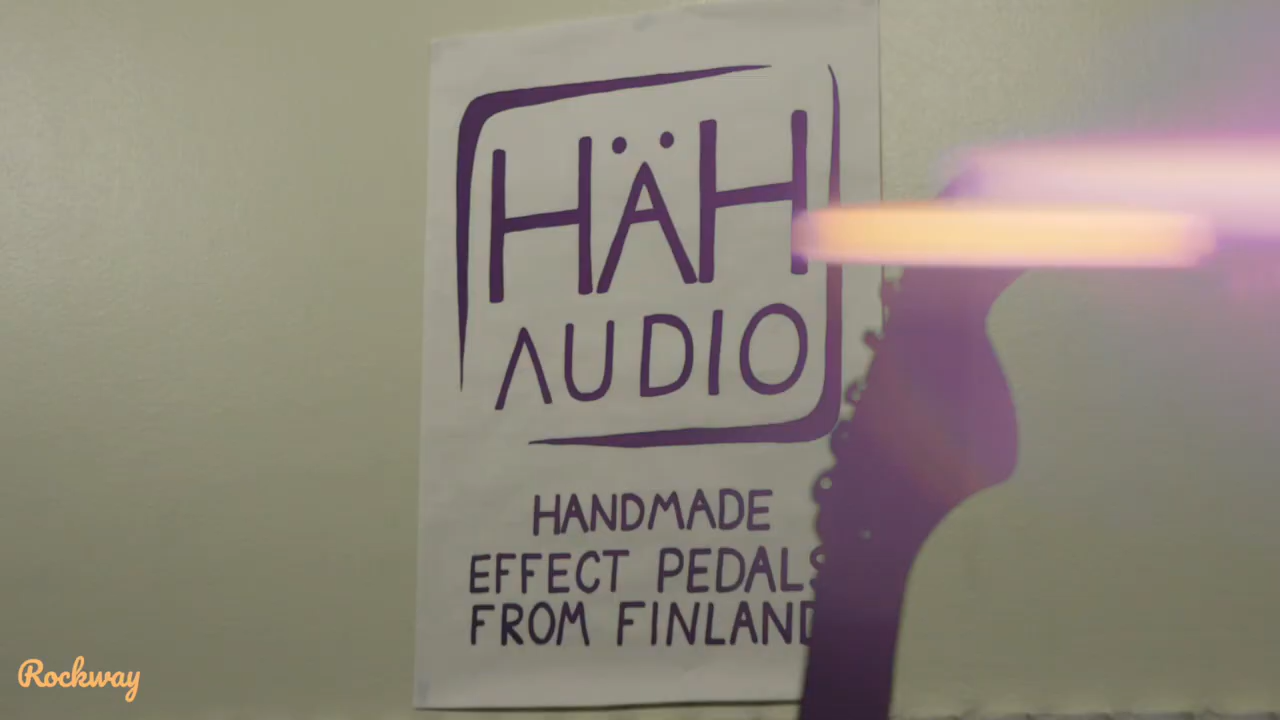 HÄH
AUDIO
HANDMADE
EFFECT PEDALS
FROM FINLAND
Rockway